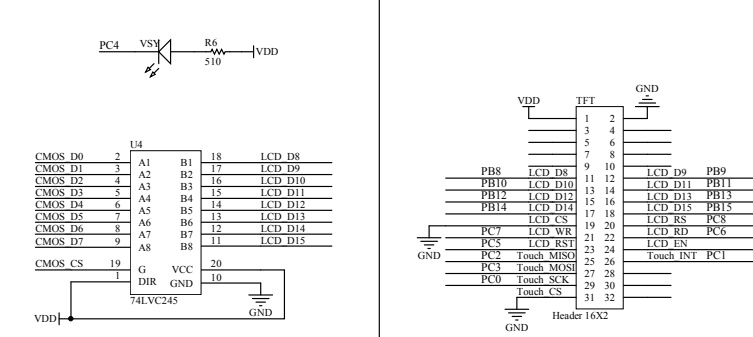 PC4 VSY R6 VDD
510
U4
CMOS_D0 2 A1 B1 18 LCD_D8
CMOS_D1 3 A2 B2 17 LCD_D9
CMOS_D2 4 A3 B3 16 LCD_D10
CMOS_D3 5 A4 B4 15 LCD_D11
CMOS_D4 6 A5 B5 14 LCD_D12
CMOS_D5 7 A6 B6 13 LCD_D13
CMOS_D6 8 A7 B7 12 LCD_D14
CMOS_D7 9 A8 B8 11 LCD_D15
CMOS_CS 19 G VCC 20
1 DIR GND 10
74LVC245
GND
VDD
GND
VDD TFT
1 2
3 4
5 6
7 8
9 10
PB8 LCD_D8 11 12 LCD_D9 PB9
PB10 LCD_D10 13 14 LCD_D11 PB11
PB12 LCD_D12 15 16 LCD_D13 PB13
PB14 LCD_D14 17 18 LCD_D15 PB15
LCD_CS 19 20 LCD_RS PC8
PC7 LCD_WR 21 22 LCD_RD PC6
PC5 LCD_RST 23 24 LCD_EN
PC2 Touch_MISO 25 26 Touch_INT PC1
PC3 Touch_MOSI 27 28
PC0 Touch_SCK 29 30
Touch_CS 31 32
GND
Header 16X2
GND